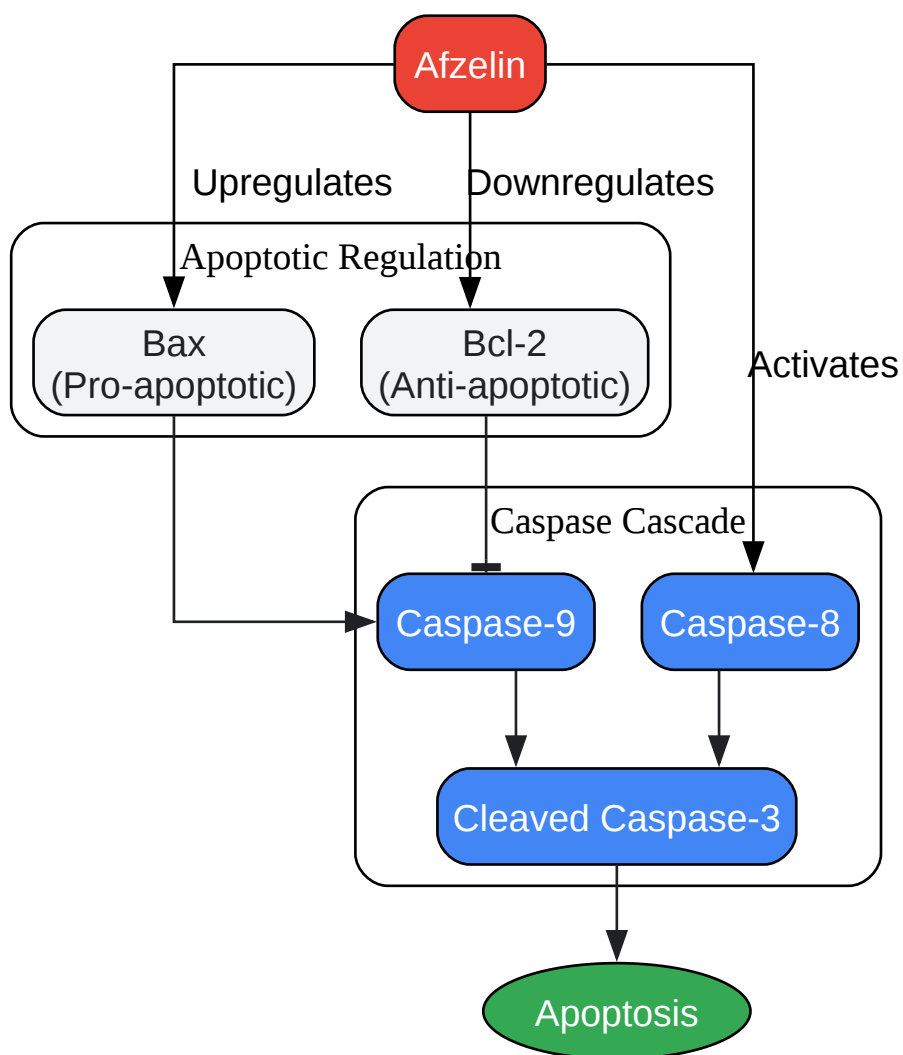 Afzelin
Upregulates
Downregulates
Apoptotic Regulation
Bax
(Pro-apoptotic)
Bcl-2
(Anti-apoptotic)
Activates
Caspase Cascade
Caspase-9
Caspase-8
Cleaved Caspase-3
Apoptosis